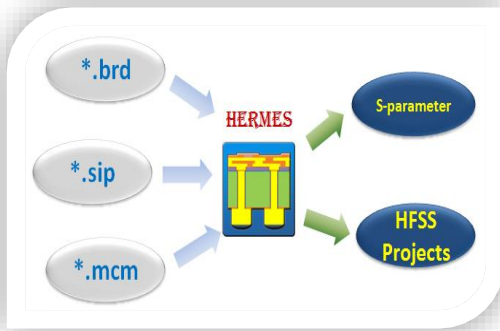 *.brd
*.sip
*.mcm
HERMES
S-parameter
HFSS
Projects